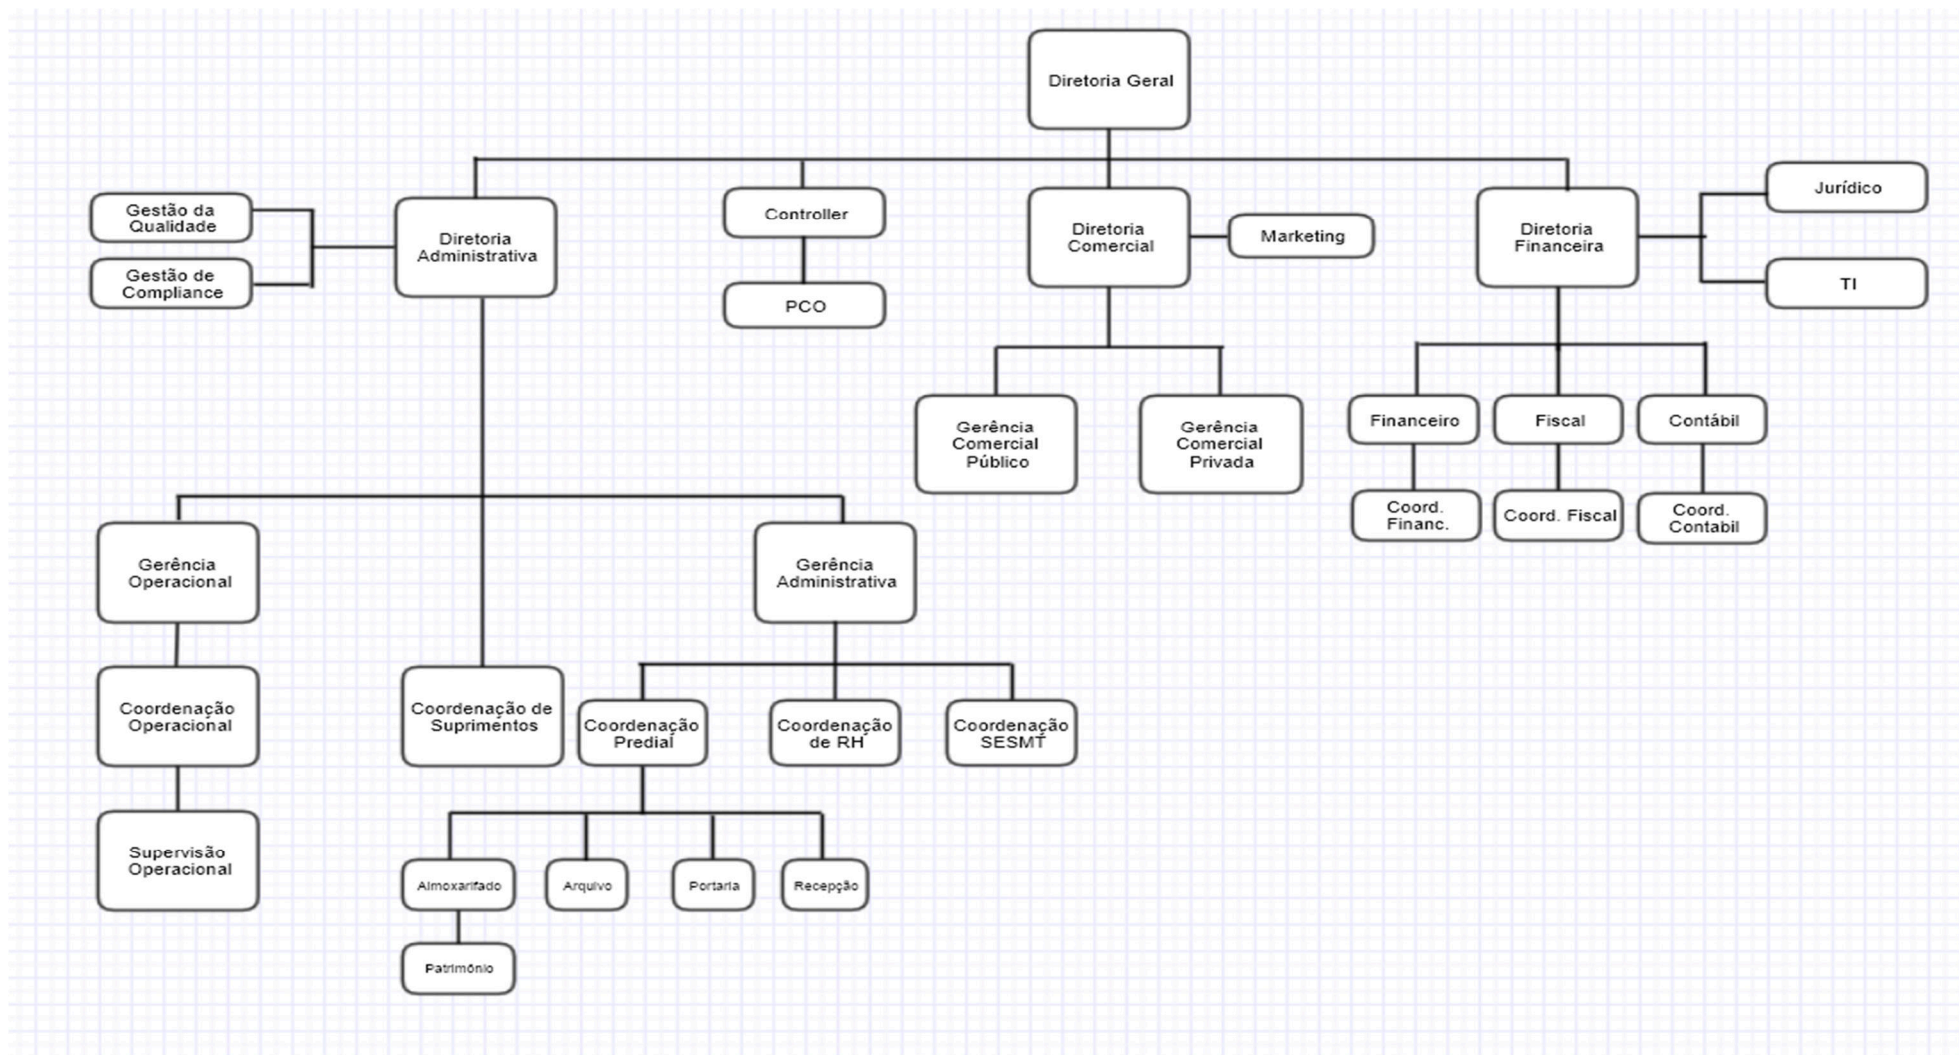 Diretoria Geral
Gestão da
Qualidade
Gestão de
Compliance
Diretoria
Administrativa
Controller
PCO
Diretoria
Comercial
Marketing
Diretoria
Financeira
Jurídico
TI
Gerência
Comercial
Público
Gerência
Comercial
Privada
Financeiro
Fiscal
Contábil
Coord.
Financ.
Coord. Fiscal
Coord.
Contabil
Gerência
Operacional
Gerência
Administrativa
Coordenação
Operacional
Coordenação de
Suprimentos
Coordenação
Predial
Coordenação
de RH
Coordenação
SESMT
Supervisão
Operacional
Almoxarifado
Arquivo
Portaria
Recepção
Patrimônio